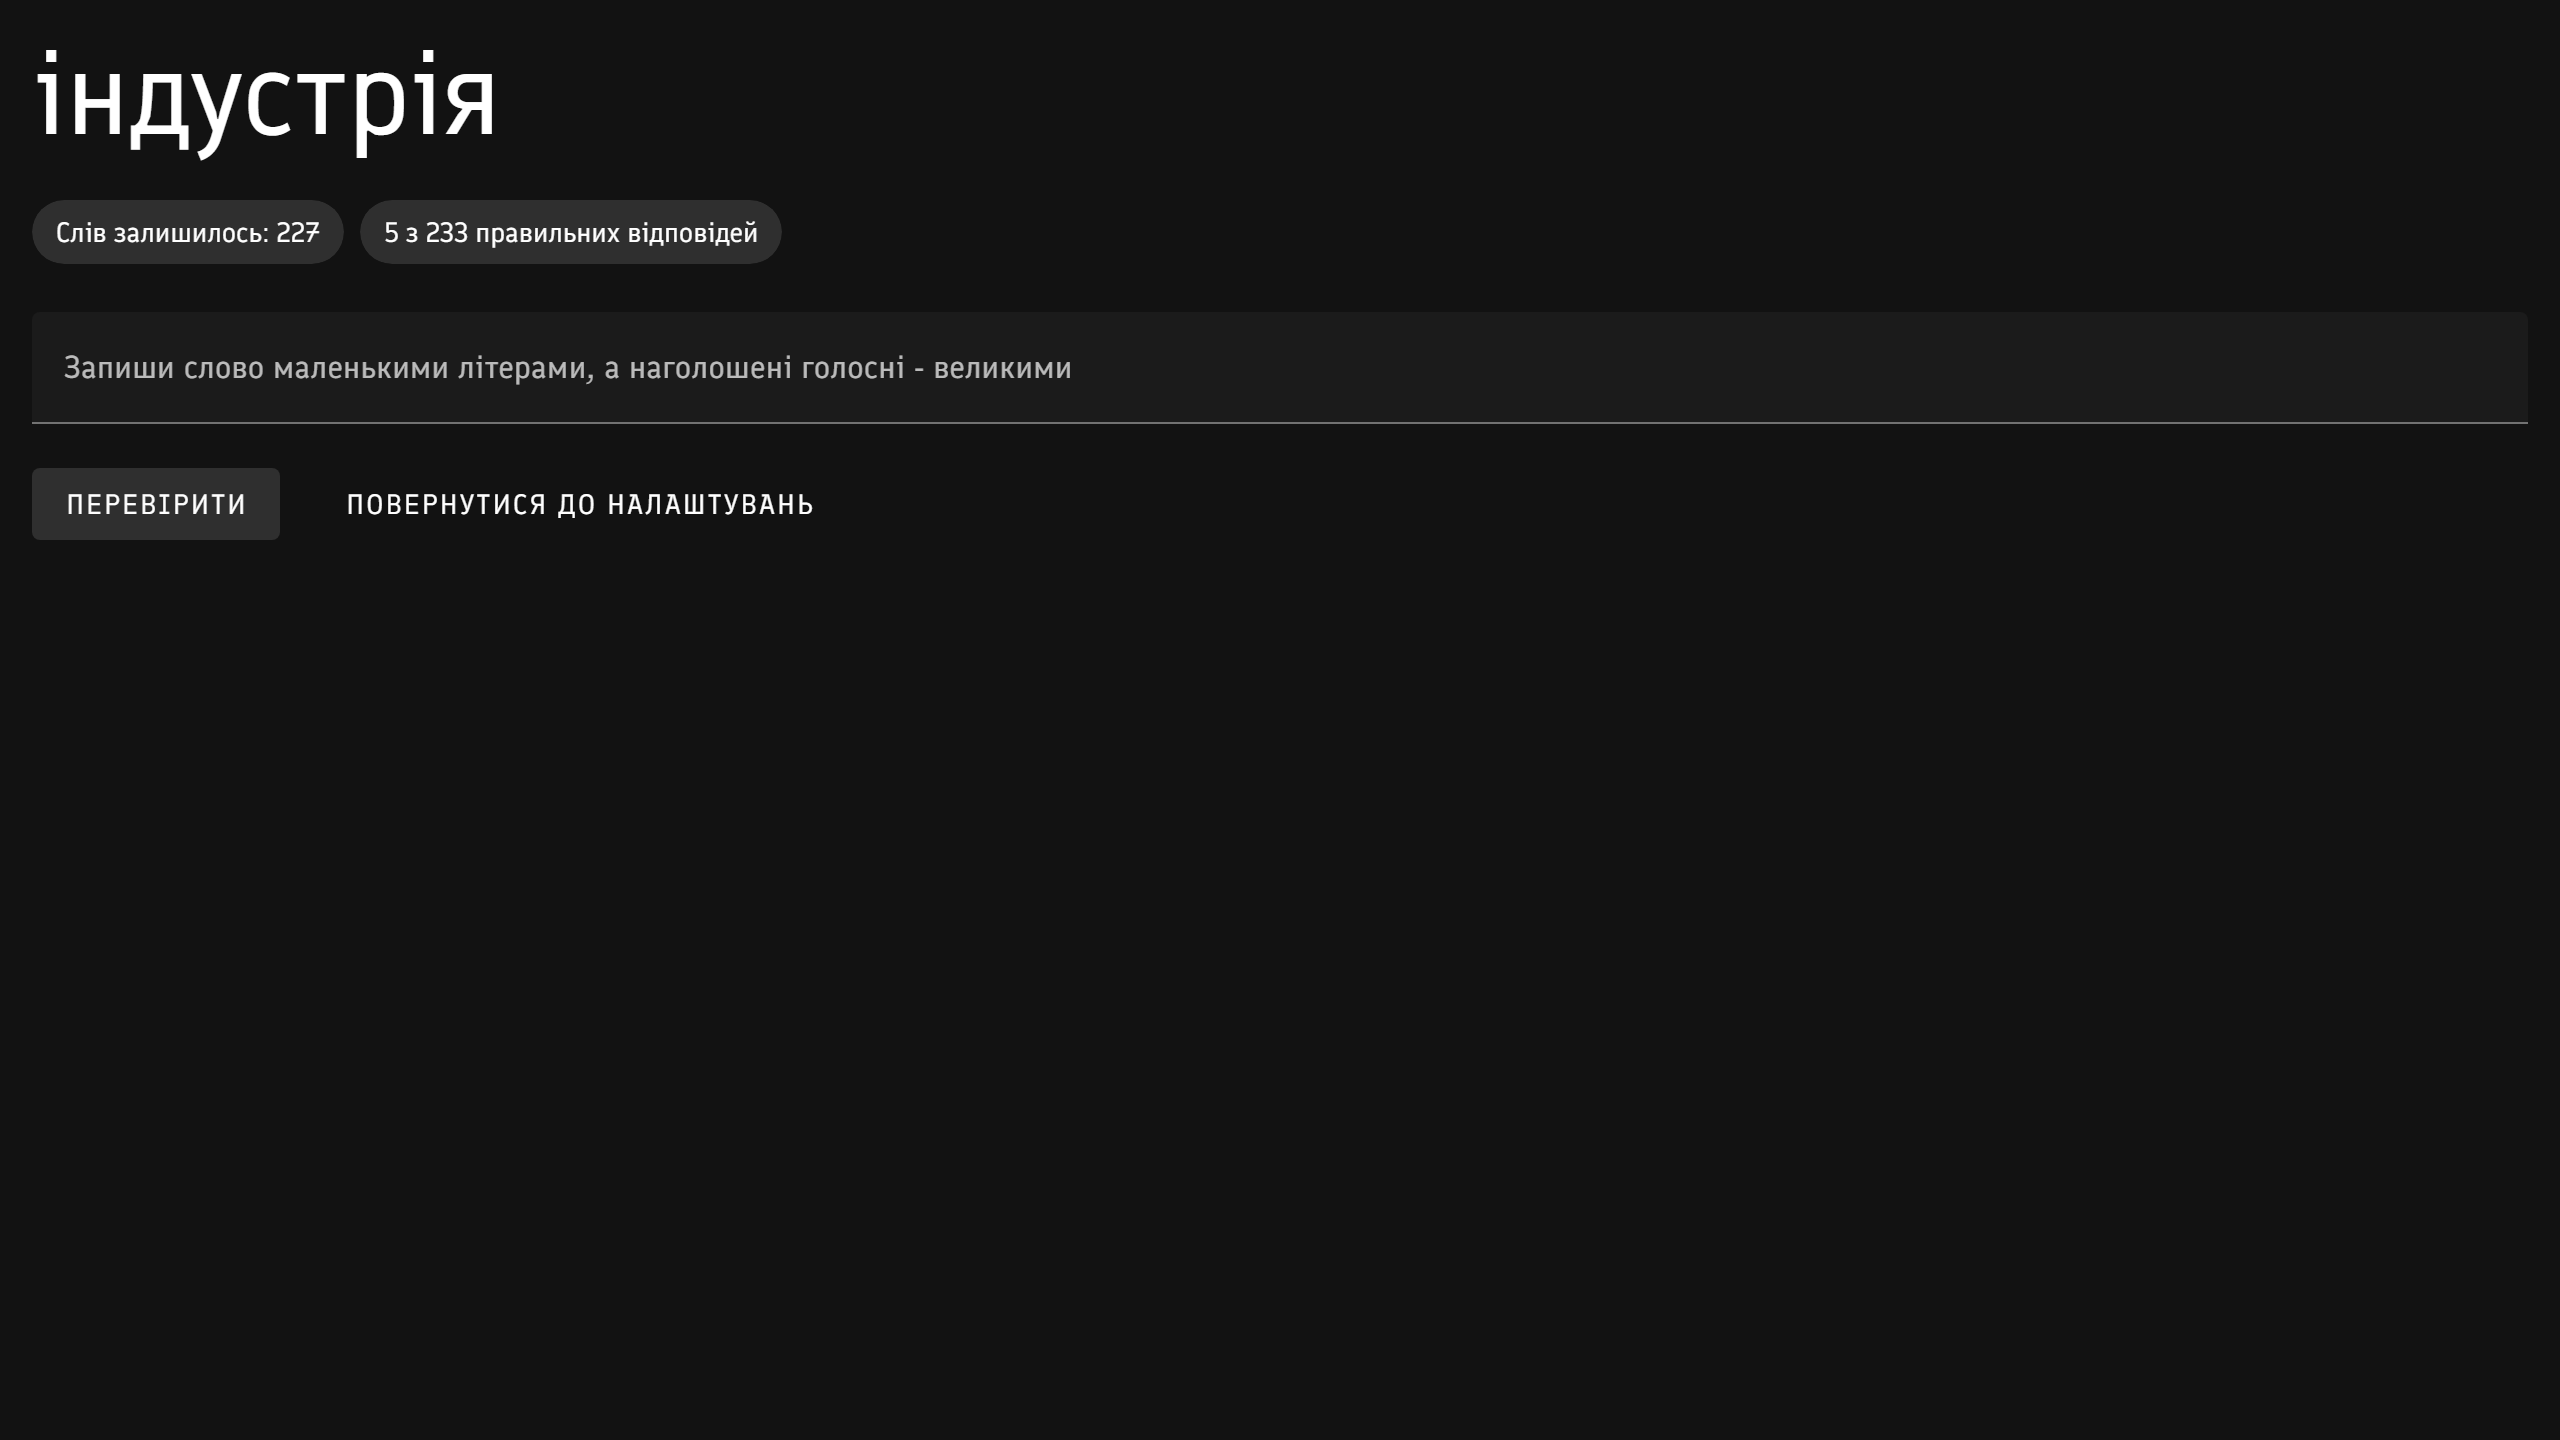 індустрія
Слів залишилось: 227
5 з 233 правильних відповідей
Запиши слово маленькими літерами, а наголошені голосні - великими
ПЕРЕВІРИТИ
ПОВЕРНУТИСЯ ДО НАЛАШТУВАНЬ